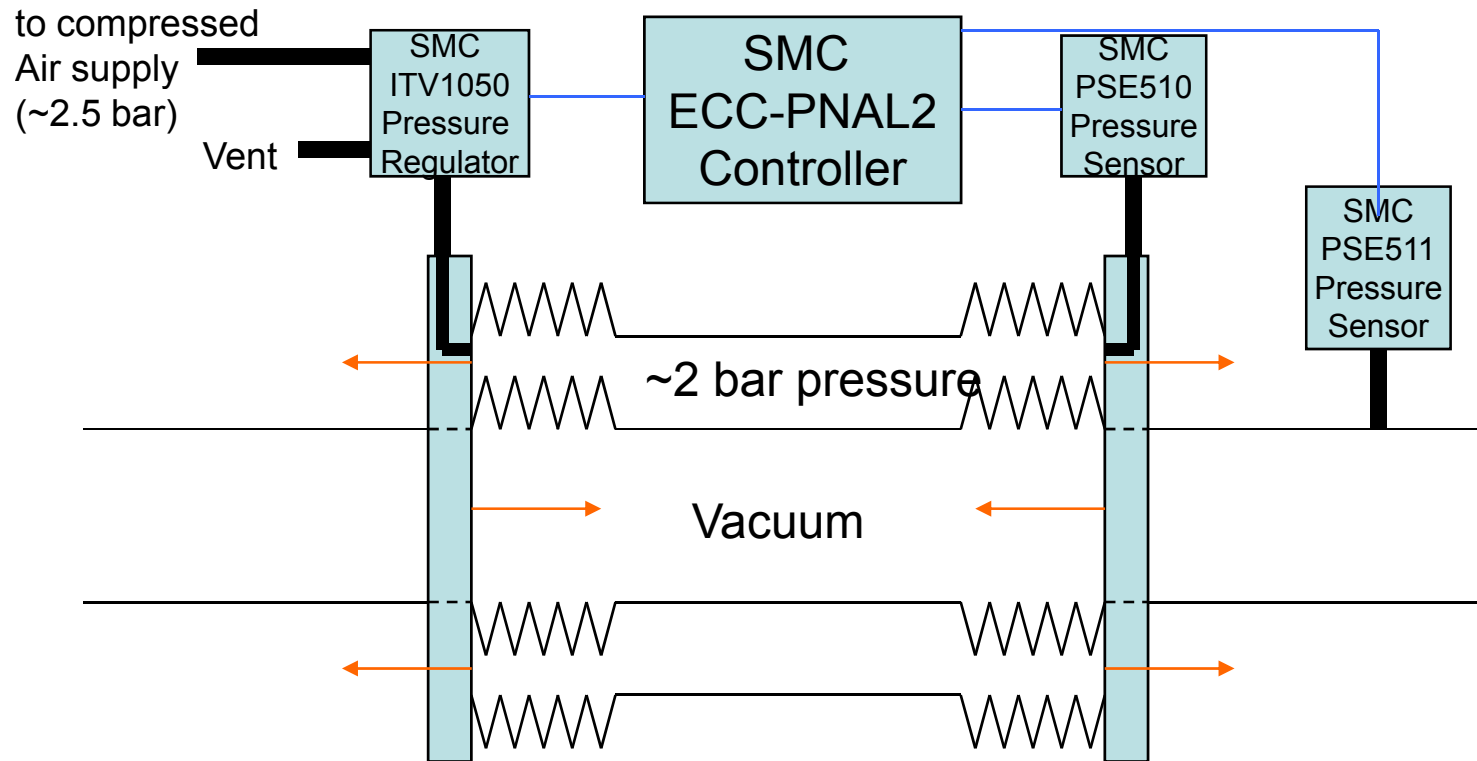 to compressed
Air supply
(~2.5 bar)
Vent
SMC
ITV1050
Pressure
Regulator
SMC
ECC-PNAL2
Controller
SMC
PSE510
Pressure
Sensor
SMC
PSE511
Pressure
Sensor
~2 bar pressure
Vacuum